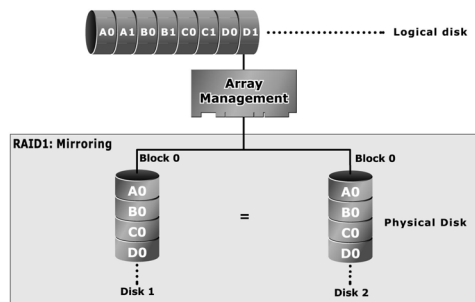 A0 A1 B0 B1 C0 C1 D0 D1
Logical disk
Array
Management
RAID1: Mirroring
Block 0
Block 0
A0
A0
B0
B0
=
C0
C0
Physical Disk
D0
D0
Disk 1
Disk 2